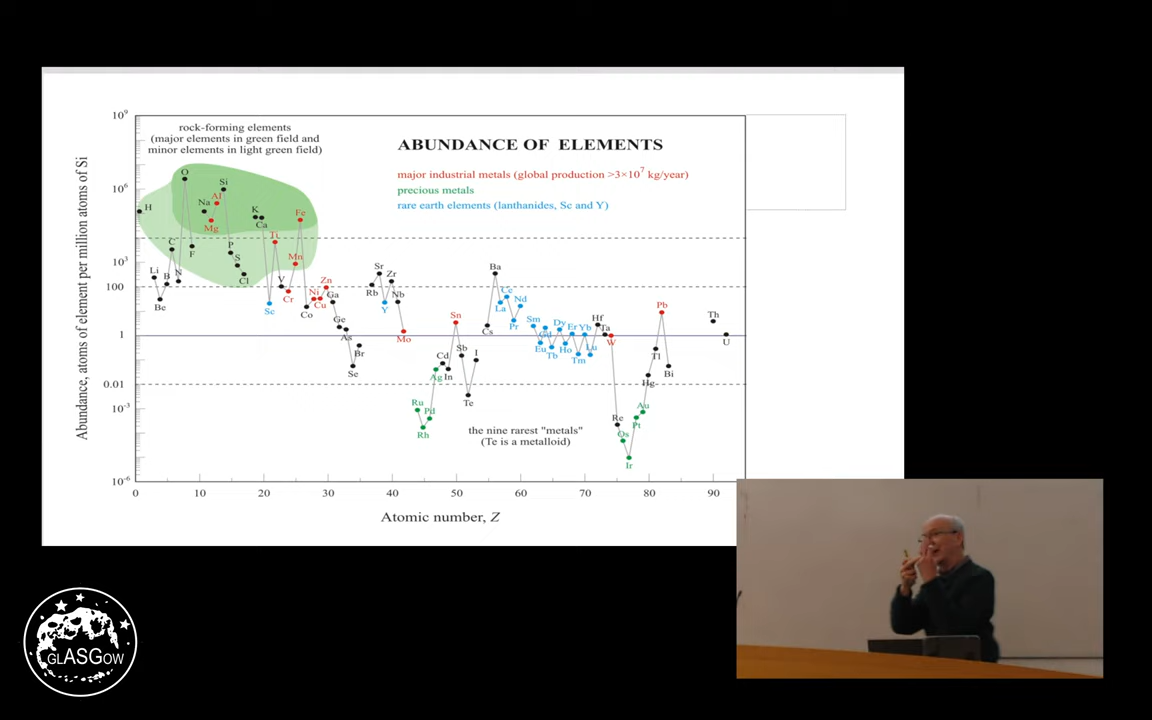 ABUNDANCE OF ELEMENTS
rock-forming elements
(major elements in green field and
minor elements in light green field)
major industrial metals (global production >3×10⁷ kg/year)
precious metals
rare earth elements (lanthanides, Sc and Y)
Abundance, atoms of element per million atoms of Si
10⁹
10⁶
10³
100
1
0.01
10⁻³
10⁻⁶
H
Li
Be
B
C
N
O
F
Na
Mg
Al
Si
P
S
Cl
K
Ca
Sc
Ti
V
Cr
Mn
Fe
Co
Ni
Cu
Zn
Ga
Ge
As
Se
Br
Rb
Sr
Y
Zr
Nb
Mo
Ru
Rh
Pd
Ag
Cd
In
Sn
Sb
Te
I
Cs
Ba
La
Ce
Pr
Nd
Sm
Eu
Gd
Tb
Dy
Ho
Er
Tm
Yb
Lu
Hf
Ta
W
Re
Os
Ir
Pt
Au
Hg
Tl
Pb
Bi
Th
U
the nine rarest "metals"
(Te is a metalloid)
0 10 20 30 40 50 60 70 80 90
Atomic number, Z
GLASGOW